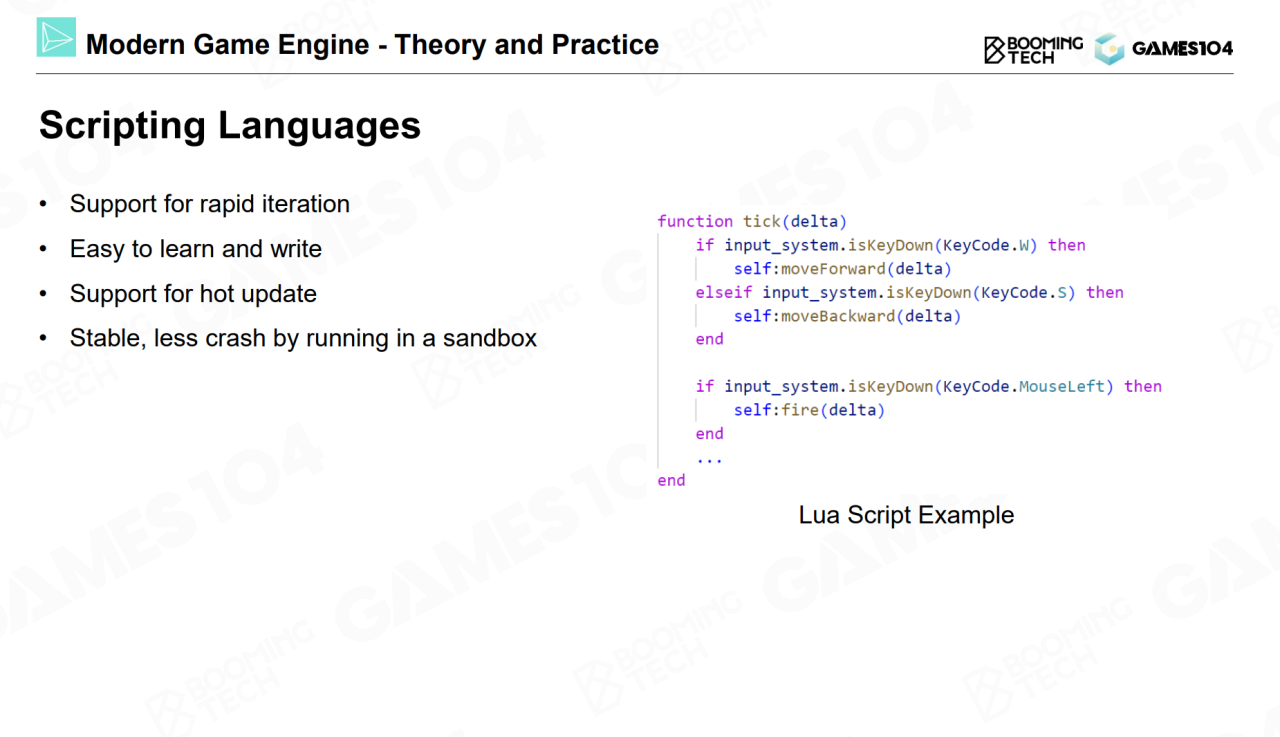 Modern Game Engine - Theory and Practice
BOOMING
TECH
GAMES104
Scripting Languages
• Support for rapid iteration
• Easy to learn and write
• Support for hot update
• Stable, less crash by running in a sandbox
function tick(delta)
    if input_system.isKeyDown(KeyCode.W) then
        self:moveForward(delta)
    elseif input_system.isKeyDown(KeyCode.S) then
        self:moveBackward(delta)
    end
    if input_system.isKeyDown(KeyCode.MouseLeft) then
        self:fire(delta)
    end
    ...
end
Lua Script Example